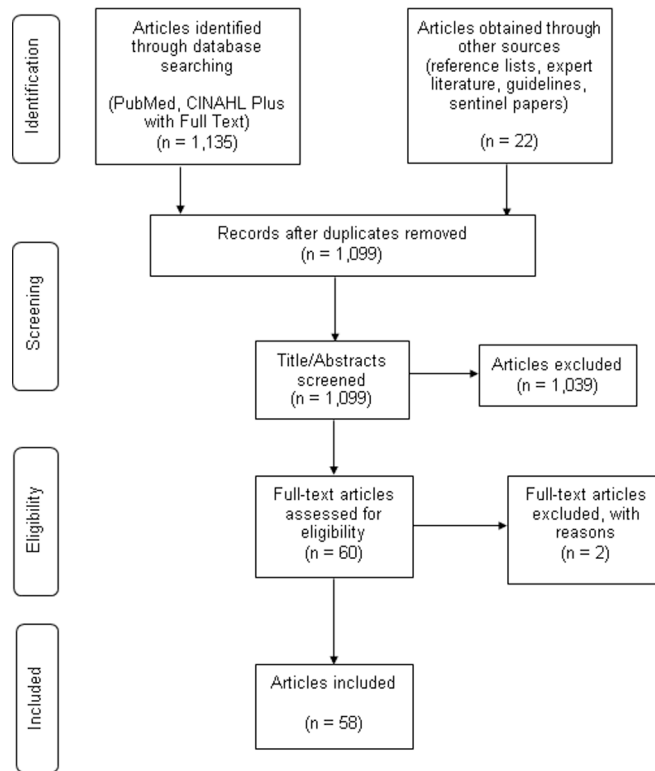 Identification
Articles identified
through database
searching
(PubMed, CINAHL Plus
with Full Text)
(n = 1,135)
Articles obtained through
other sources
(reference lists, expert
literature, guidelines,
sentinel papers)
(n = 22)
Records after duplicates removed
(n = 1,099)
Screening
Title/Abstracts
screened
(n = 1,099)
Articles excluded
(n = 1,039)
Eligibility
Full-text articles
assessed for
eligibility
(n = 60)
Full-text articles
excluded, with
reasons
(n = 2)
Included
Articles included
(n = 58)